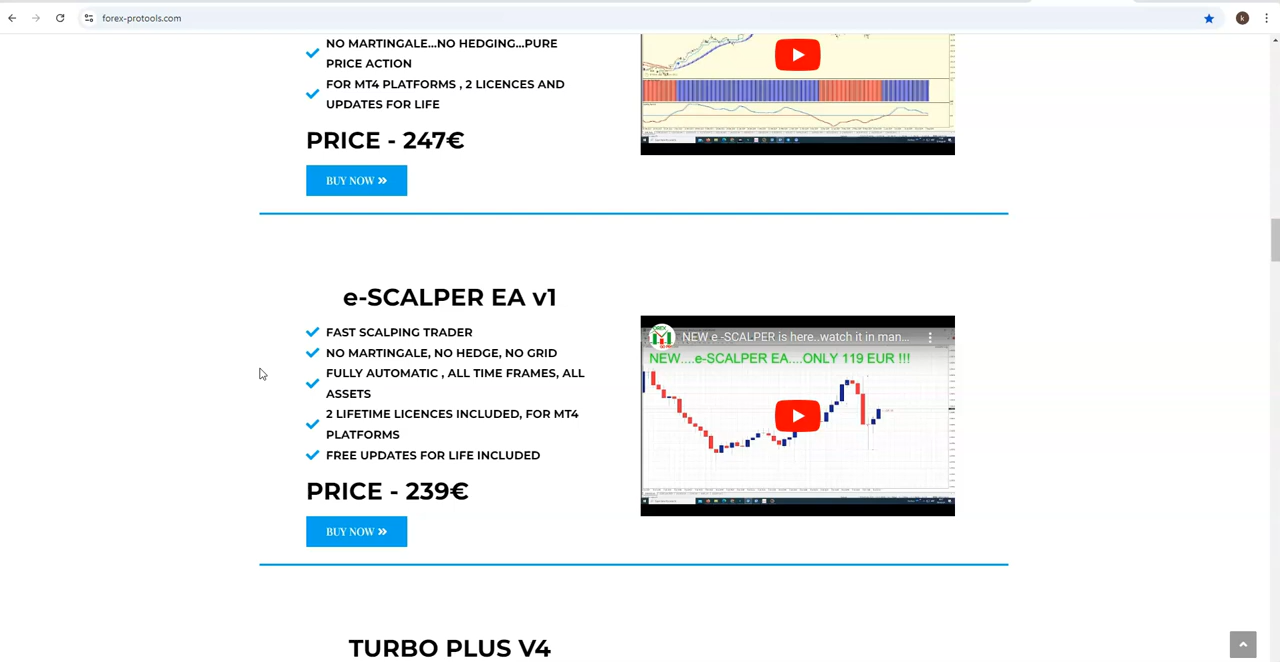 forex-protools.com
k
NO MARTINGALE...NO HEDGING...PURE
PRICE ACTION
FOR MT4 PLATFORMS , 2 LICENCES AND
UPDATES FOR LIFE
PRICE - 247€
BUY NOW »
e-SCALPER EA v1
FAST SCALPING TRADER
NO MARTINGALE, NO HEDGE, NO GRID
FULLY AUTOMATIC , ALL TIME FRAMES, ALL
ASSETS
2 LIFETIME LICENCES INCLUDED, FOR MT4
PLATFORMS
FREE UPDATES FOR LIFE INCLUDED
PRICE - 239€
BUY NOW »
NEW e -SCALPER is here..watch it in man...
NEW....e-SCALPER EA....ONLY 119 EUR !!!
TURBO PLUS V4